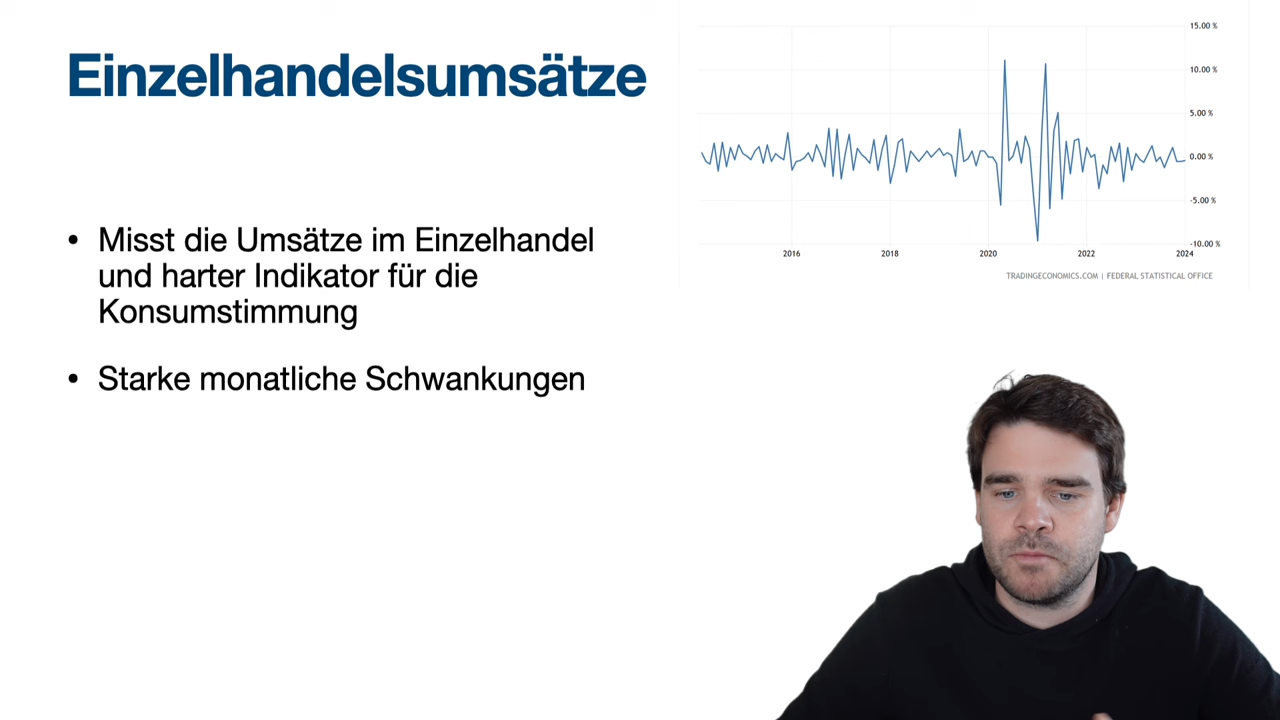 Einzelhandelsumsätze
• Misst die Umsätze im Einzelhandel
und harter Indikator für die
Konsumstimmung
• Starke monatliche Schwankungen
15.00 %
10.00 %
5.00 %
0.00 %
-5.00 %
-10.00 %
2016 2018 2020 2022 2024
TRADINGECONOMICS.COM | FEDERAL STATISTICAL OFFICE